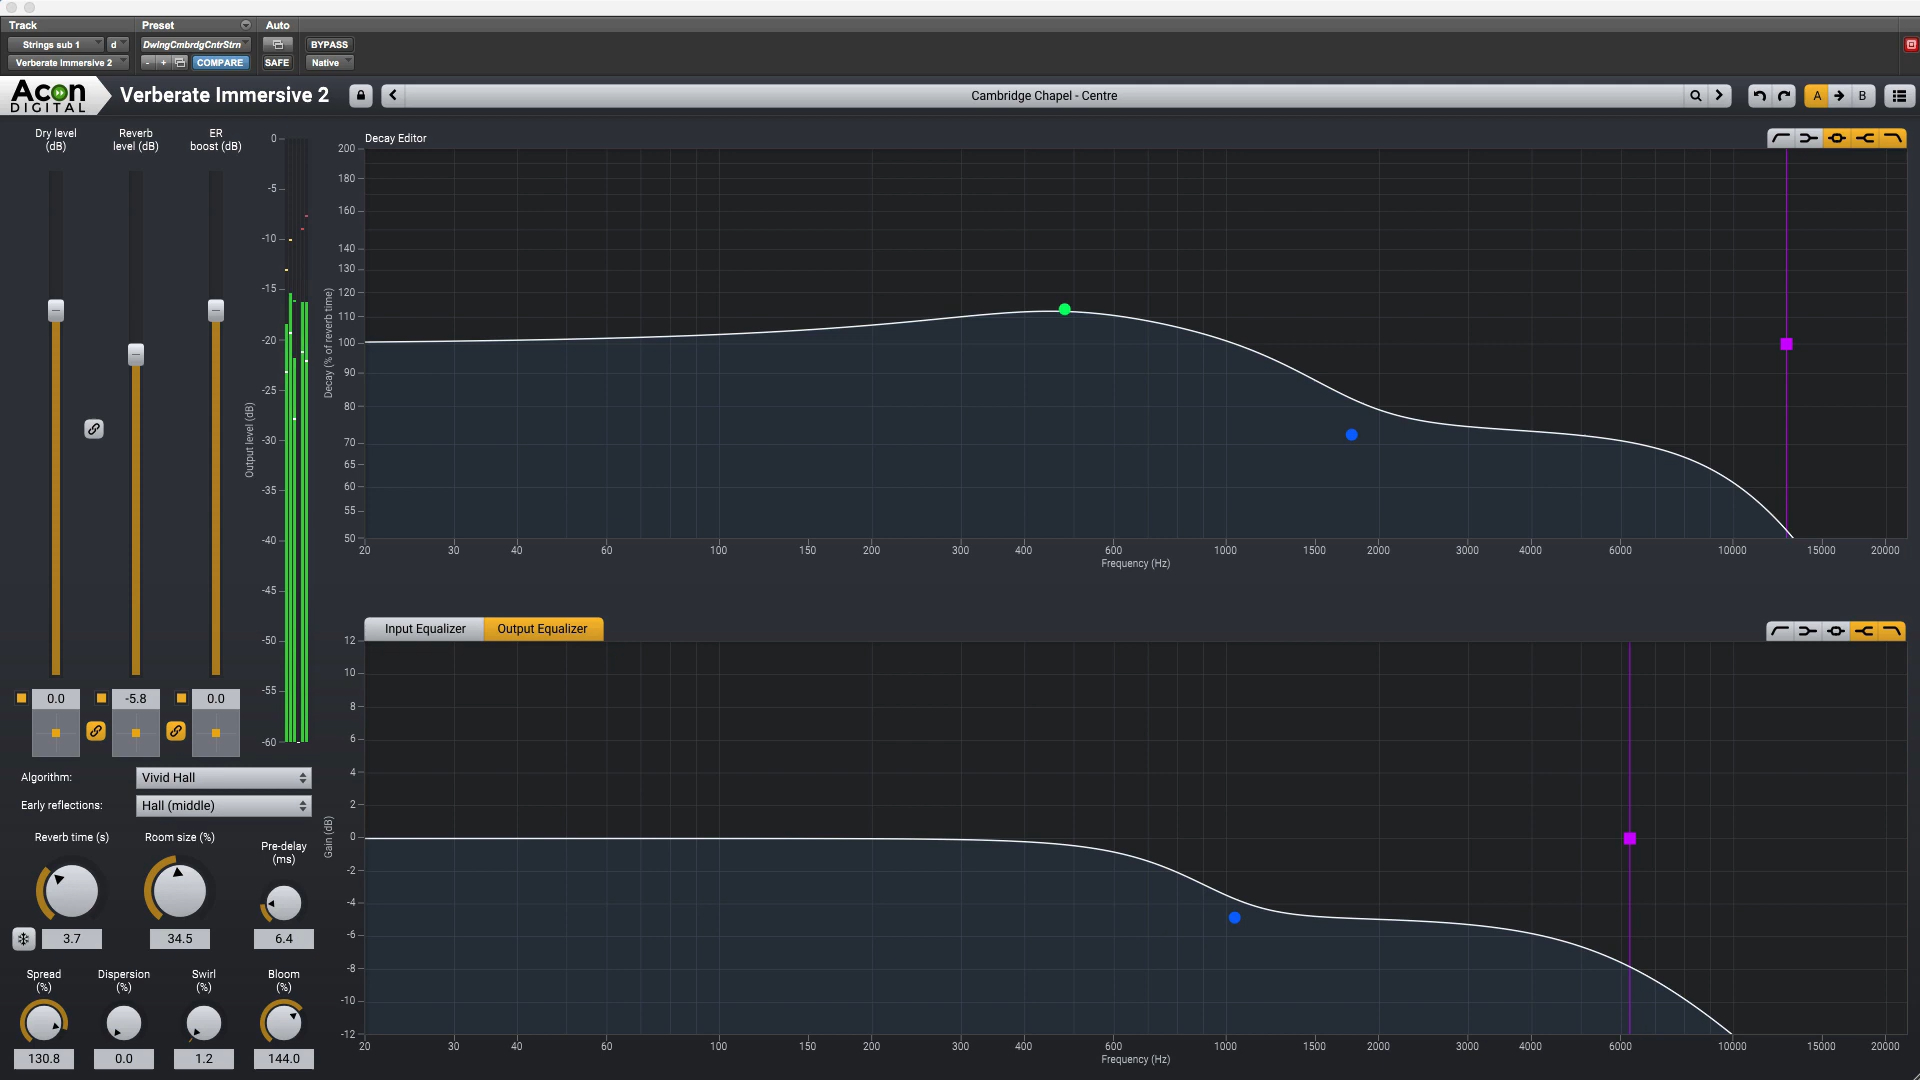 Track
Preset
Auto
Strings sub 1
d
DwlngCmbrdgCntrStrn
BYPASS
Verberate Immersive 2
- +
COMPARE
SAFE
Native
Acon
DIGITAL
Verberate Immersive 2
Cambridge Chapel - Centre
A
B
Dry level
(dB)
Reverb
level (dB)
ER
boost (dB)
0
-5
-10
-15
-20
-25
-30
-35
-40
-45
-50
-55
-60
Output level (dB)
Decay Editor
200
180
160
140
130
120
110
100
90
80
70
65
60
55
50
Decay (% of reverb time)
20 30 40 60 100 150 200 300 400 600 1000 1500 2000 3000 4000 6000 10000 15000 20000
Frequency (Hz)
Input Equalizer
Output Equalizer
12
10
8
6
4
2
0
-2
-4
-6
-8
-10
-12
Gain (dB)
20 30 40 60 100 150 200 300 400 600 1000 1500 2000 3000 4000 6000 10000 15000 20000
Frequency (Hz)
0.0
-5.8
0.0
Algorithm:
Vivid Hall
Early reflections:
Hall (middle)
Reverb time (s)
Room size (%)
Pre-delay
(ms)
3.7
34.5
6.4
Spread
(%)
Dispersion
(%)
Swirl
(%)
Bloom
(%)
130.8
0.0
1.2
144.0